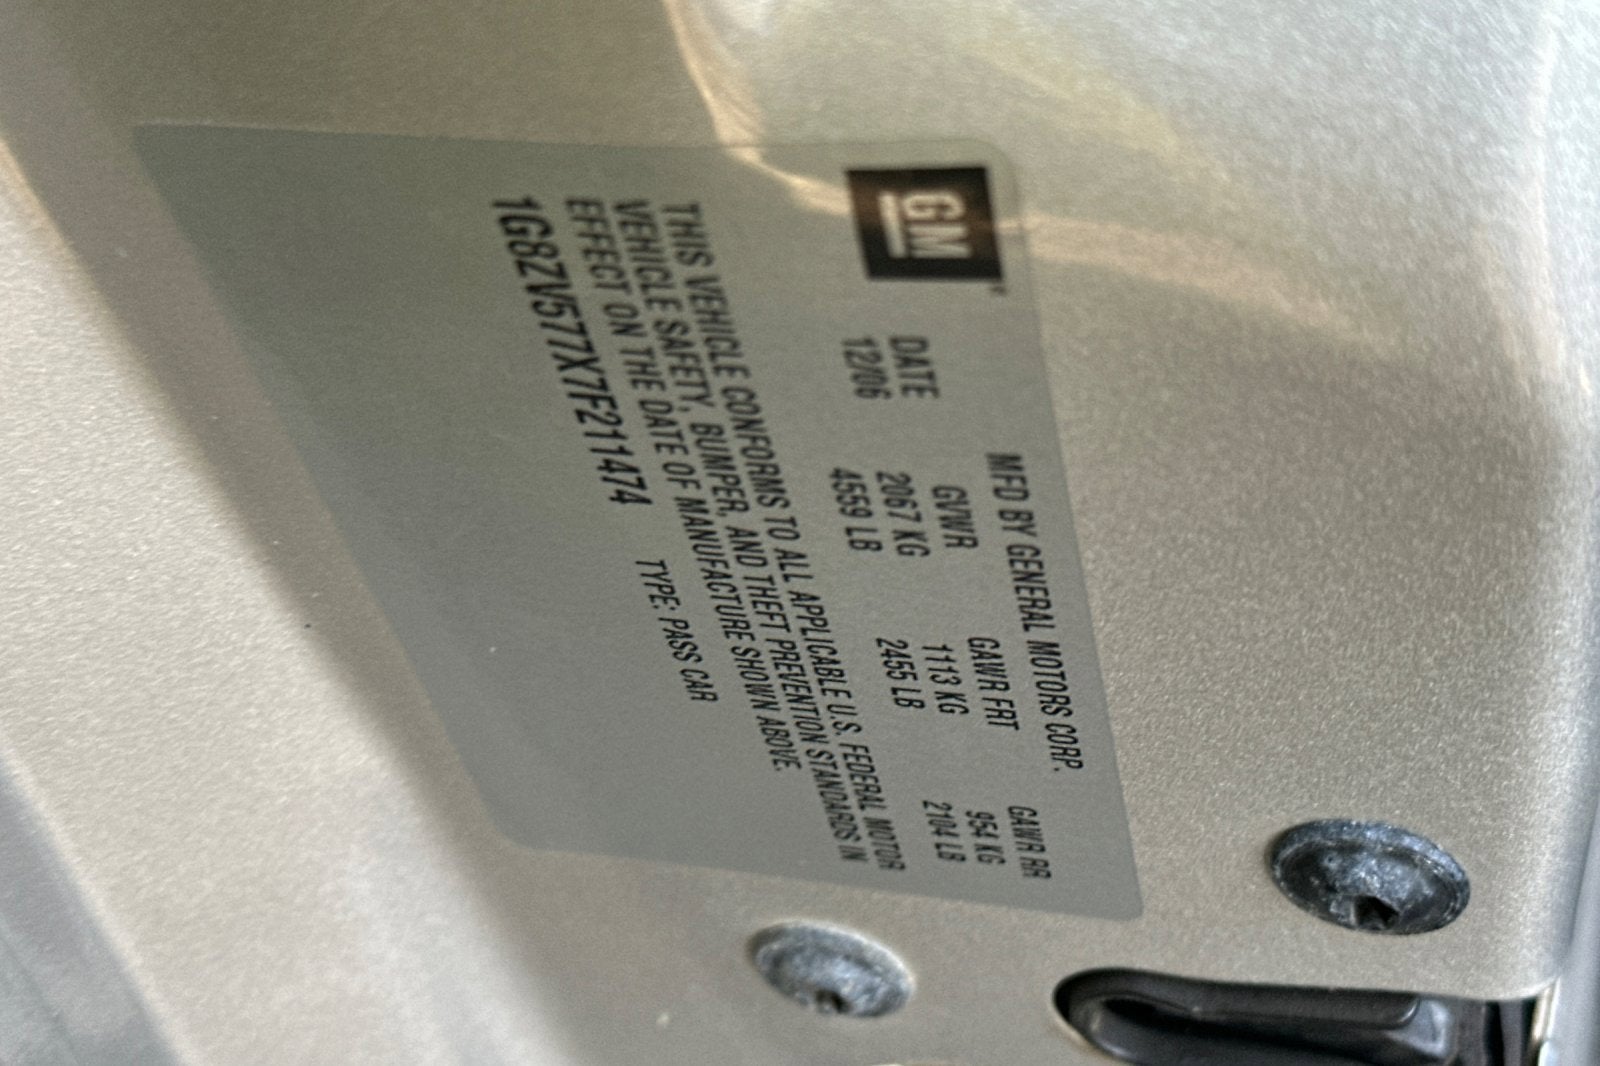 GM
MFD BY GENERAL MOTORS CORP.
DATE GVWR GAWR FRT GAWR RR
12/06 2067 KG 1113 KG 954 KG
4559 LB 2455 LB 2104 LB
THIS VEHICLE CONFORMS TO ALL APPLICABLE U.S. FEDERAL MOTOR
VEHICLE SAFETY, BUMPER, AND THEFT PREVENTION STANDARDS IN
EFFECT ON THE DATE OF MANUFACTURE SHOWN ABOVE.
1G8ZV577X7F211474 TYPE: PASS CAR